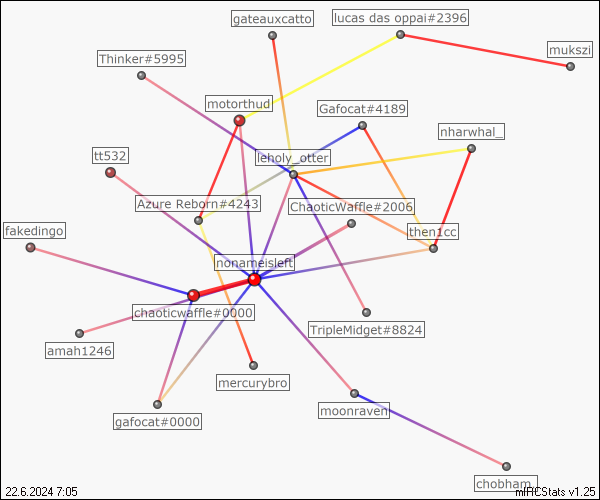 gateauxcatto
lucas das oppai#2396
mukszi
Thinker#5995
motorthud
Gafocat#4189
nharwhal_
tt532
leholy_otter
Azure Reborn#4243
ChaoticWaffle#2006
fakedingo
then1cc
nonameisleft
chaoticwaffle#0000
TripleMidget#8824
amah1246
mercurybro
moonraven
gafocat#0000
chobham_
22.6.2024 7:05
mIRCStats v1.25